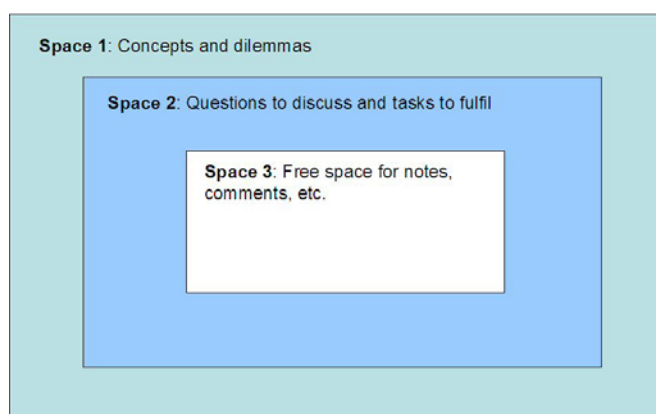 Space 1: Concepts and dilemmas
Space 2: Questions to discuss and tasks to fulfil
Space 3: Free space for notes,
comments, etc.